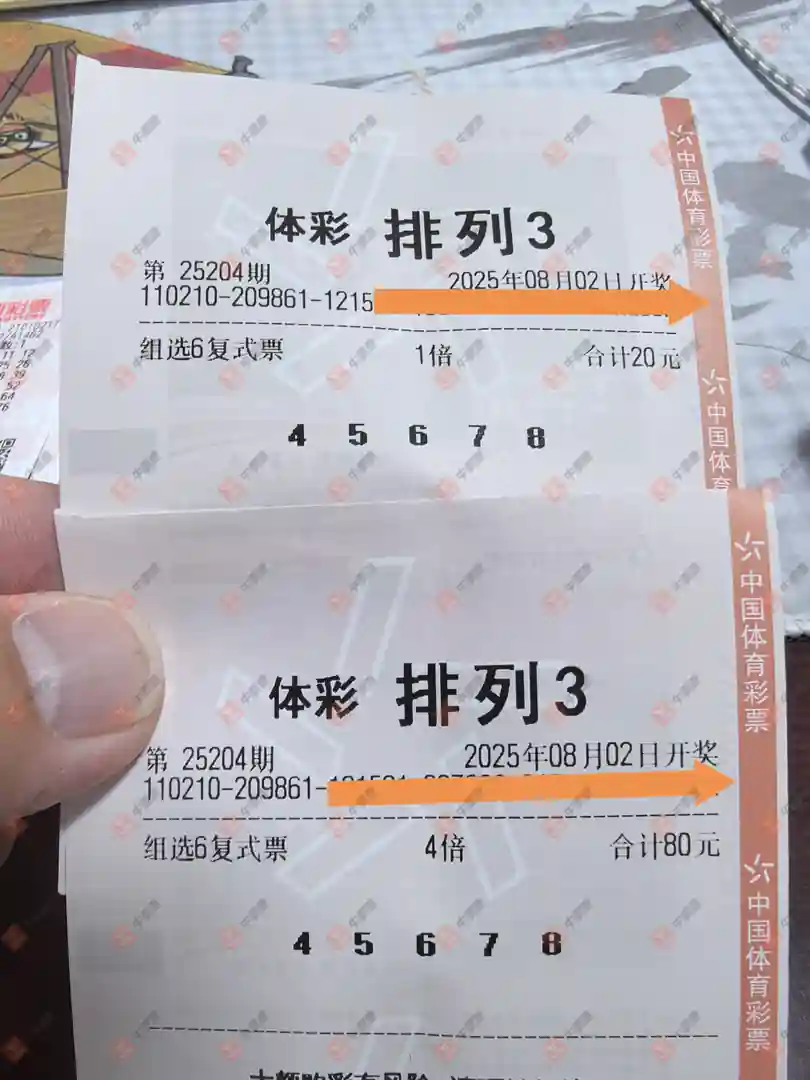 体彩 排列3
第 25204期 2025年08月02日开奖
110210-209861-1215
组选6复式票 1倍 合计20元
4 5 6 7 8
中国体育彩票
中国体育
体彩 排列3
第 25204期 2025年08月02日开奖
110210-209861-
组选6复式票 4倍 合计80元
4 5 6 7 8
中国体育彩票
中国体育彩票